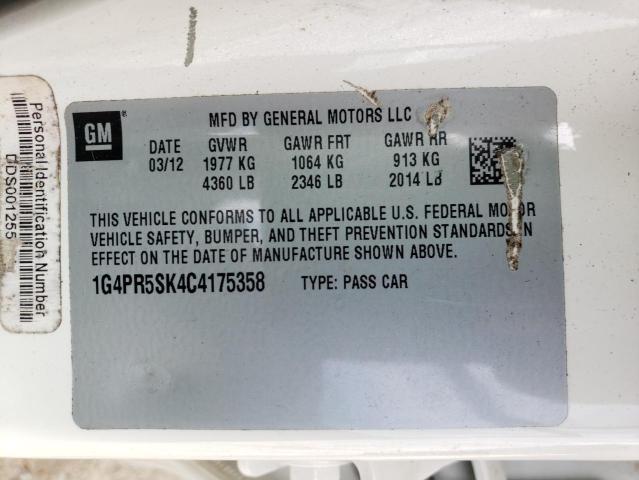 GM
MFD BY GENERAL MOTORS LLC
DATE GVWR GAWR FRT GAWR RR
03/12 1977 KG 1064 KG 913 KG
4360 LB 2346 LB 2014 LB
THIS VEHICLE CONFORMS TO ALL APPLICABLE U.S. FEDERAL MOTOR
VEHICLE SAFETY, BUMPER, AND THEFT PREVENTION STANDARDS IN
EFFECT ON THE DATE OF MANUFACTURE SHOWN ABOVE.
1G4PR5SK4C4175358 TYPE: PASS CAR
Personal Identification Number
DDS001255